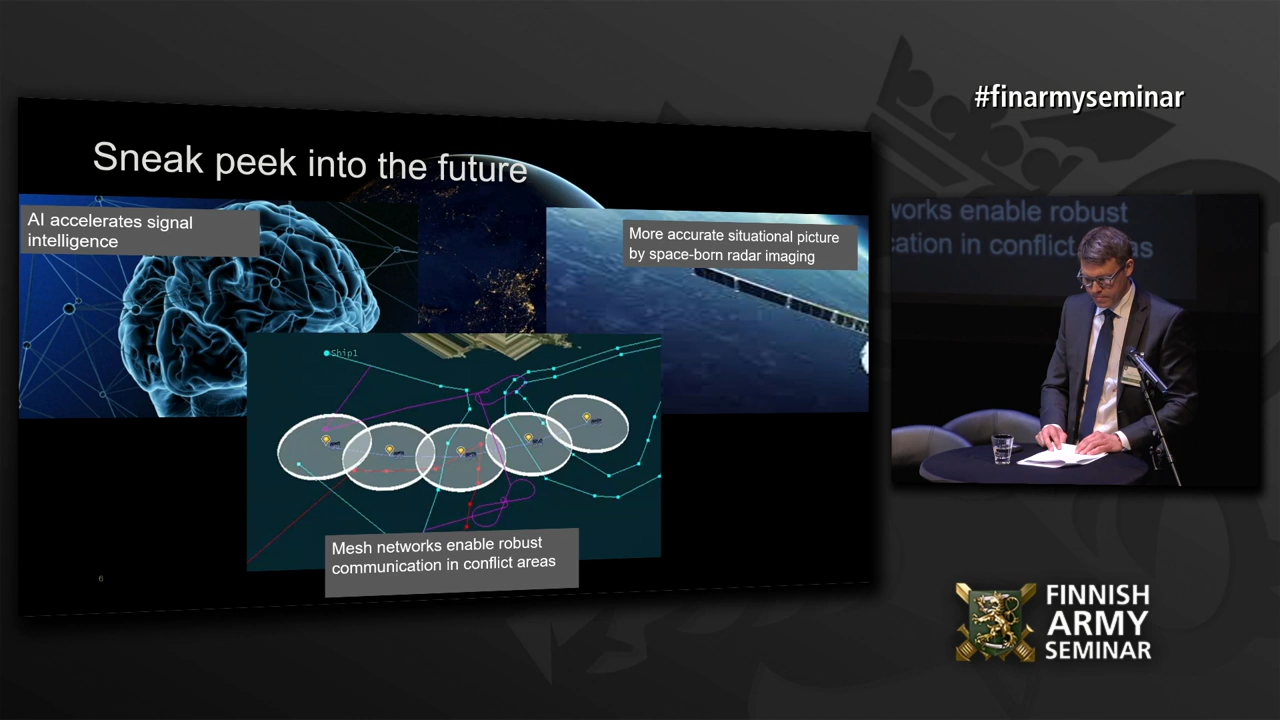 #finarmyseminar
Sneak peek into the future
AI accelerates signal
intelligence
More accurate situational picture
by space-born radar imaging
Ship1
Mesh networks enable robust
communication in conflict areas
6
works enable robust
cation in conflict areas
FINNISH
ARMY
SEMINAR